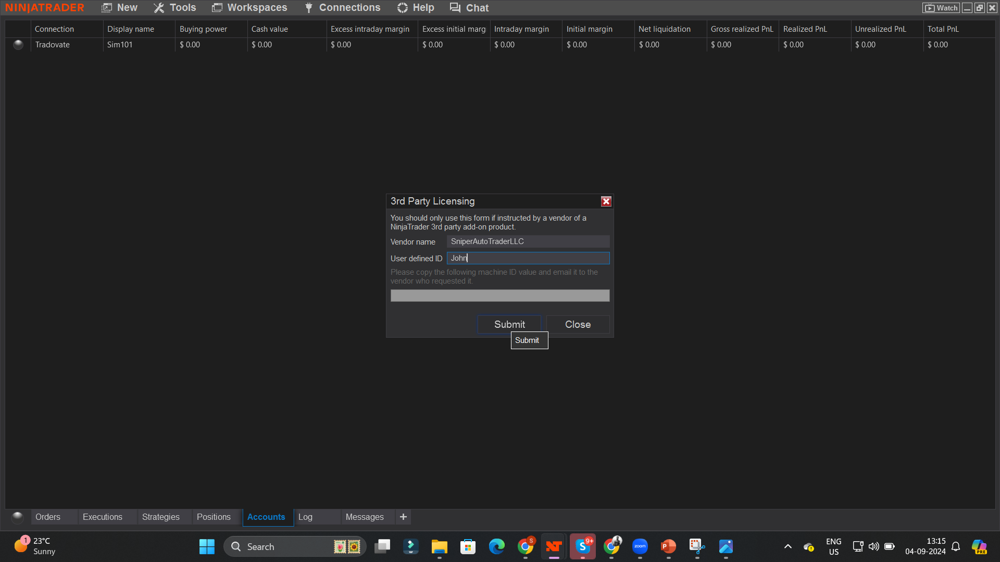 NINJATRADER New Tools Workspaces Connections Help Chat Watch
Connection Display name Buying power Cash value Excess intraday margin Excess initial marg Intraday margin Initial margin Net liquidation Gross realized PnL Realized PnL Unrealized PnL Total PnL
Tradovate Sim101 $ 0.00 $ 0.00 $ 0.00 $ 0.00 $ 0.00 $ 0.00 $ 0.00 $ 0.00 $ 0.00 $ 0.00 $ 0.00
3rd Party Licensing
You should only use this form if instructed by a vendor of a
NinjaTrader 3rd party add-on product.
Vendor name SniperAutoTraderLLC
User defined ID John
Please copy the following machine ID value and email it to the
vendor who requested it.
Submit Close
Submit
Orders Executions Strategies Positions Accounts Log Messages +
1 23°C
Sunny
Search
S
NT
S 9+
zoom
P
ENG
US
13:15
04-09-2024
PRE